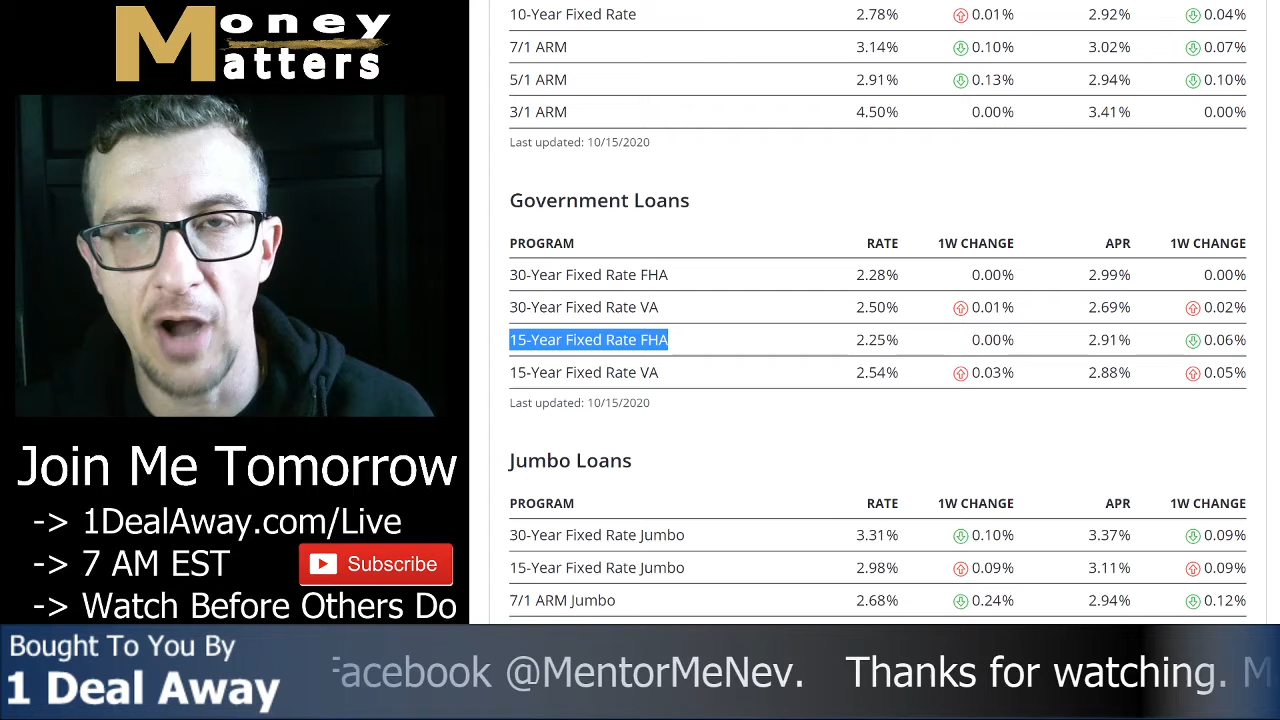 Money
Matters
Join Me Tomorrow
-> 1DealAway.com/Live
-> 7 AM EST
Subscribe
-> Watch Before Others Do
10-Year Fixed Rate 2.78% 0.01% 2.92% 0.04%
7/1 ARM 3.14% 0.10% 3.02% 0.07%
5/1 ARM 2.91% 0.13% 2.94% 0.10%
3/1 ARM 4.50% 0.00% 3.41% 0.00%
Last updated: 10/15/2020
Government Loans
PROGRAM RATE 1W CHANGE APR 1W CHANGE
30-Year Fixed Rate FHA 2.28% 0.00% 2.99% 0.00%
30-Year Fixed Rate VA 2.50% 0.01% 2.69% 0.02%
15-Year Fixed Rate FHA 2.25% 0.00% 2.91% 0.06%
15-Year Fixed Rate VA 2.54% 0.03% 2.88% 0.05%
Last updated: 10/15/2020
Jumbo Loans
PROGRAM RATE 1W CHANGE APR 1W CHANGE
30-Year Fixed Rate Jumbo 3.31% 0.10% 3.37% 0.09%
15-Year Fixed Rate Jumbo 2.98% 0.09% 3.11% 0.09%
7/1 ARM Jumbo 2.68% 0.24% 2.94% 0.12%
Bought To You By
1 Deal Away
acebook @MentorMeNev. Thanks for watching. M